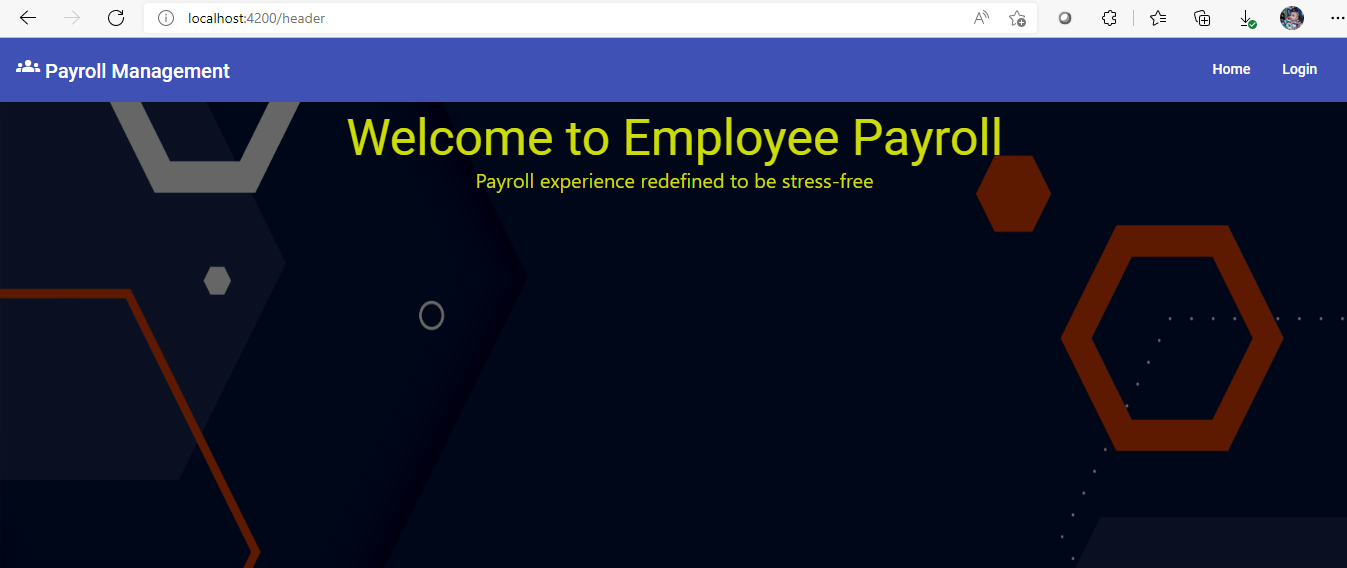 localhost:4200/header
Payroll Management
Home
Login
Welcome to Employee Payroll
Payroll experience redefined to be stress-free